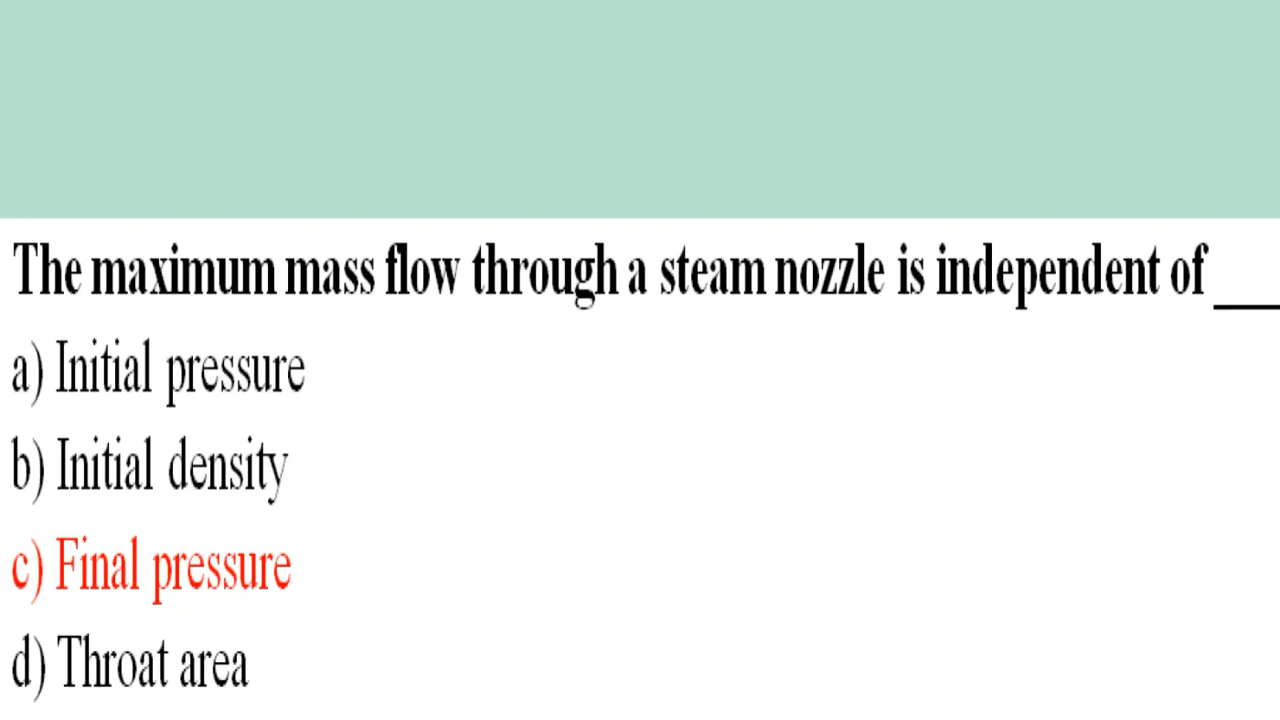 The maximum mass flow through a steam nozzle is independent of ___
a) Initial pressure
b) Initial density
c) Final pressure
d) Throat area